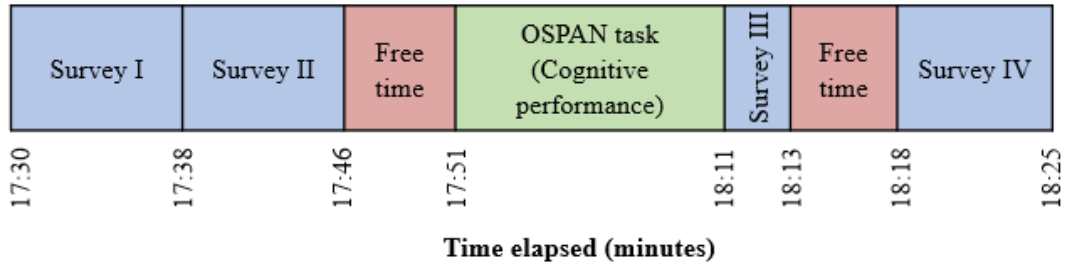 Survey I
Survey II
Free
time
OSPAN task
(Cognitive
performance)
Survey III
Free
time
Survey IV
17:30
17:38
17:46
17:51
18:11
18:13
18:18
18:25
Time elapsed (minutes)